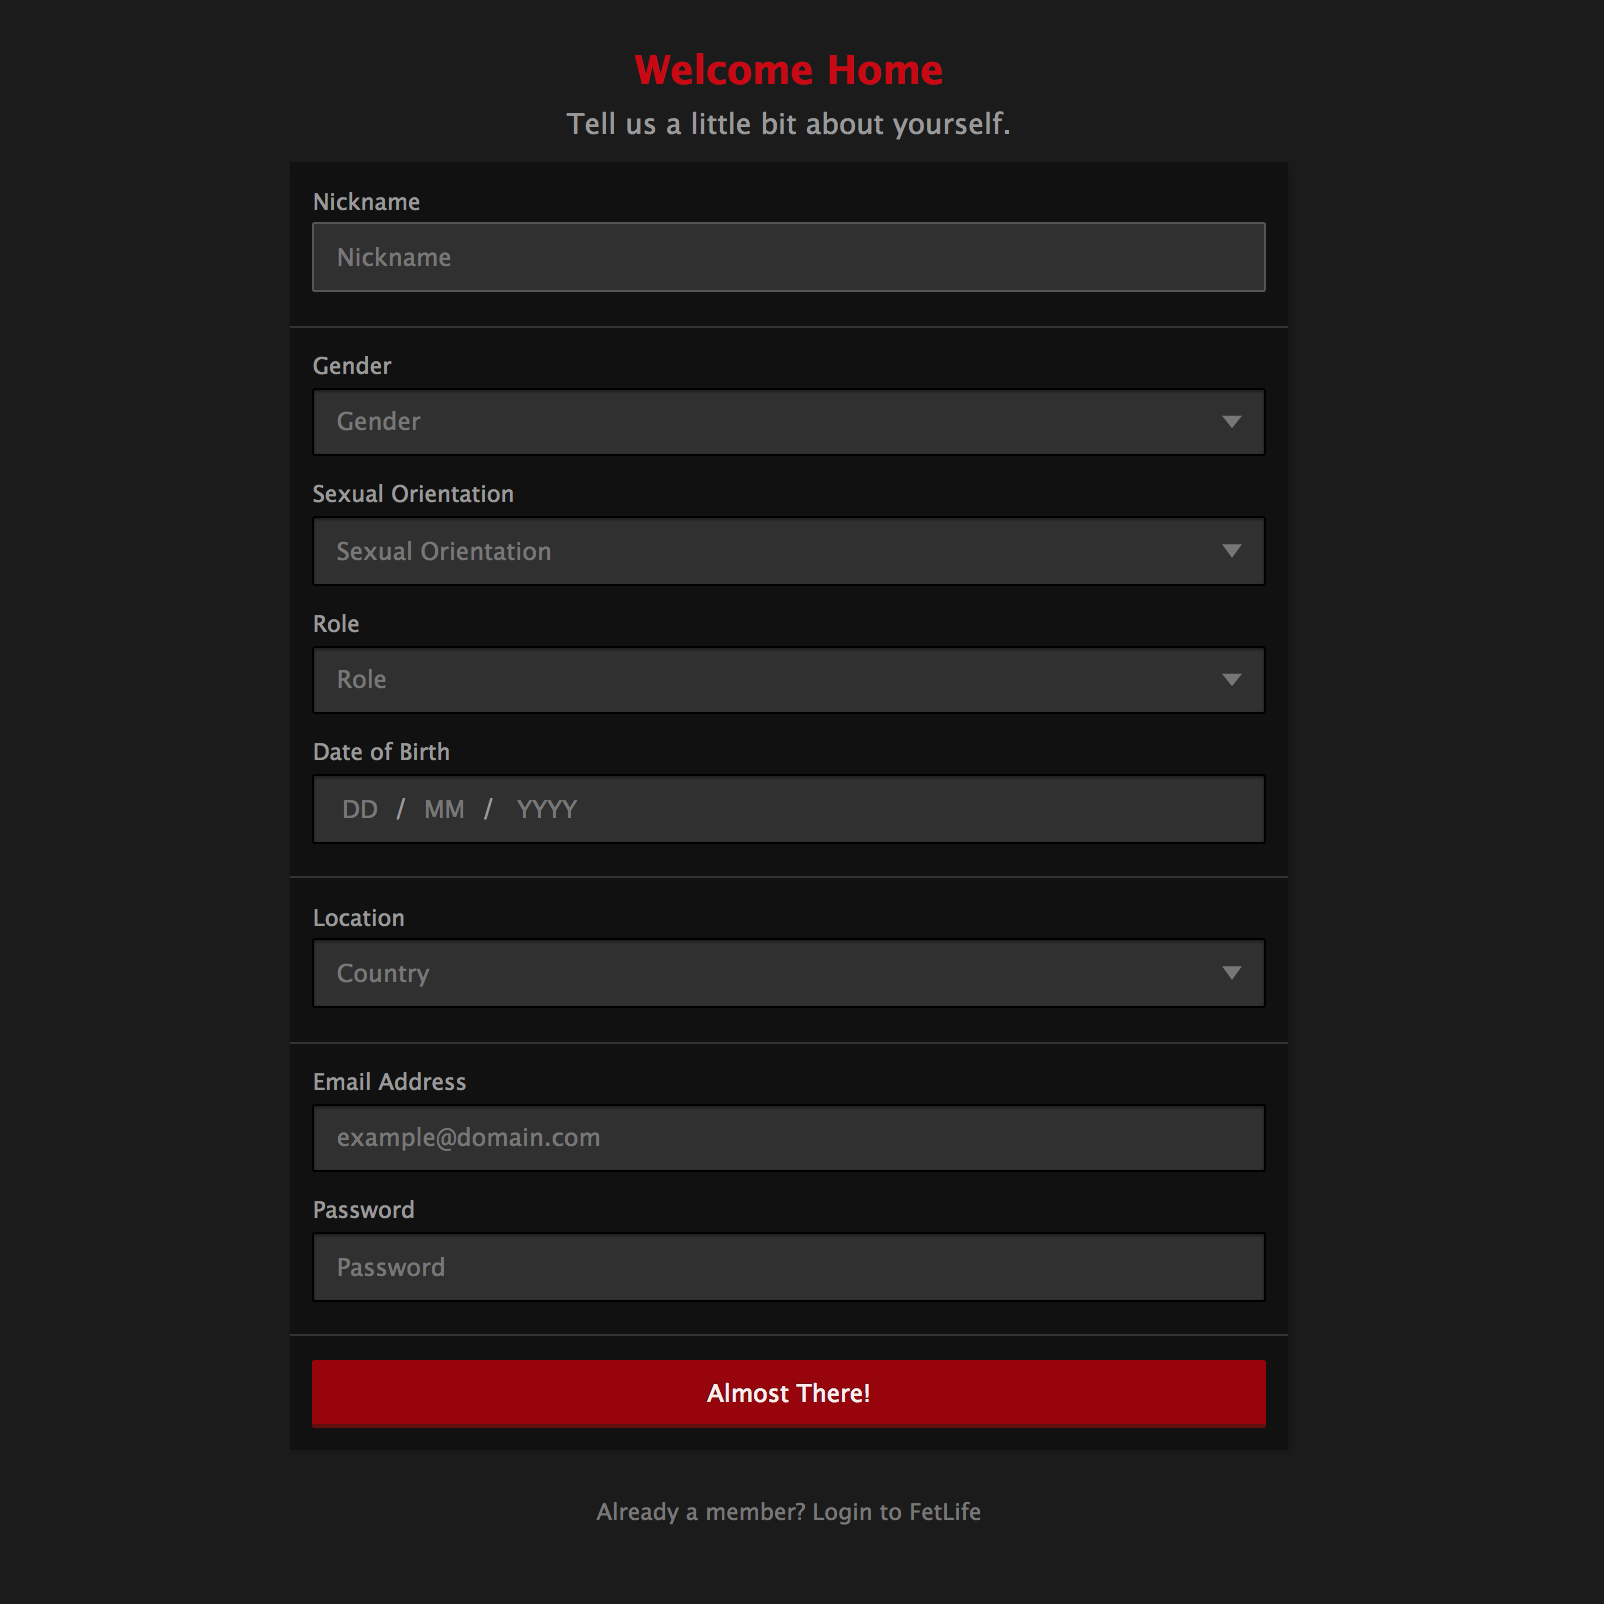 Welcome Home
Tell us a little bit about yourself.
Nickname
Nickname
Gender
Gender
Sexual Orientation
Sexual Orientation
Role
Role
Date of Birth
DD / MM / YYYY
Location
Country
Email Address
example@domain.com
Password
Password
Almost There!
Already a member? Login to FetLife